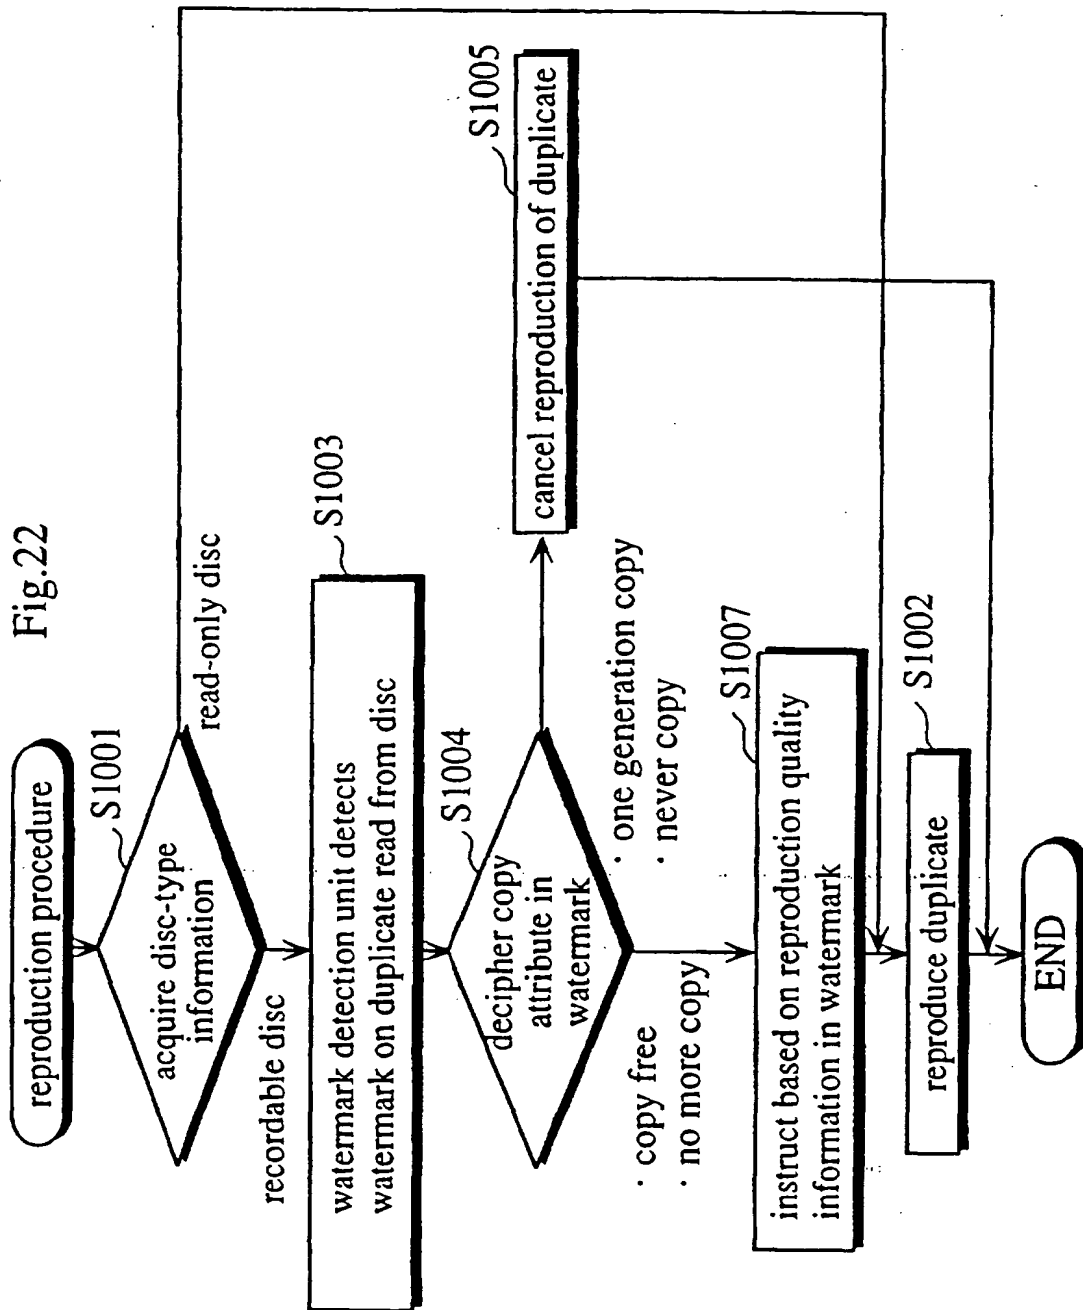 Fig.22
reproduction procedure
S1001
acquire disc-type
information
read-only disc
recordable disc
S1003
watermark detection unit detects
watermark on duplicate read from disc
S1004
decipher copy
attribute in
watermark
· one generation copy
· never copy
S1005
cancel reproduction of duplicate
· copy free
· no more copy
S1007
instruct based on reproduction quality
information in watermark
S1002
reproduce duplicate
END